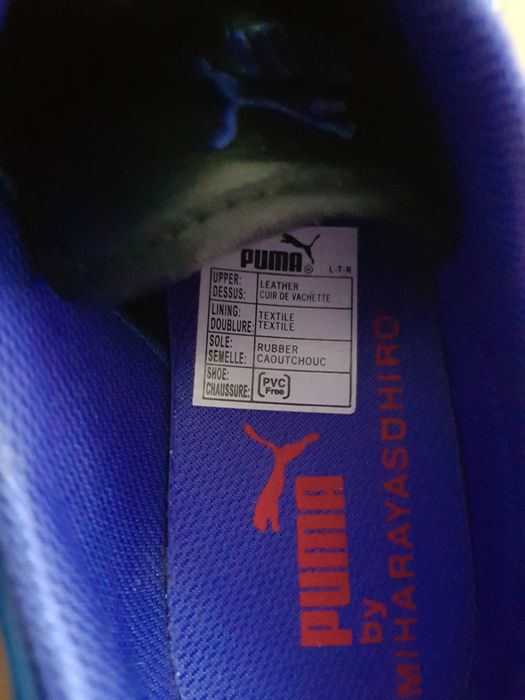 PUMA®
L-T-R
UPPER: LEATHER
DESSUS: CUIR DE VACHETTE
LINING: TEXTILE
DOUBLURE: TEXTILE
SOLE: RUBBER
SEMELLE: CAOUTCHOUC
SHOE:
CHAUSSURE:
PVC
Free
PUMA
by
MIHARAYASUHIRO